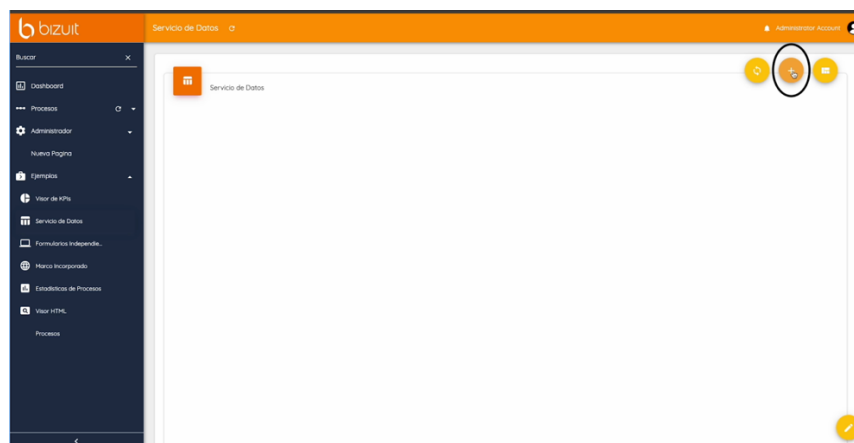 bizuit
Servicio de Datos
Administrator Account
Buscar
Dashboard
Procesos
Administrador
Nueva Pagina
Ejemplos
Visor de KPIs
Servicio de Datos
Formularios Independie...
Marco Incorporado
Estadísticas de Procesos
Visor HTML
Procesos
Servicio de Datos